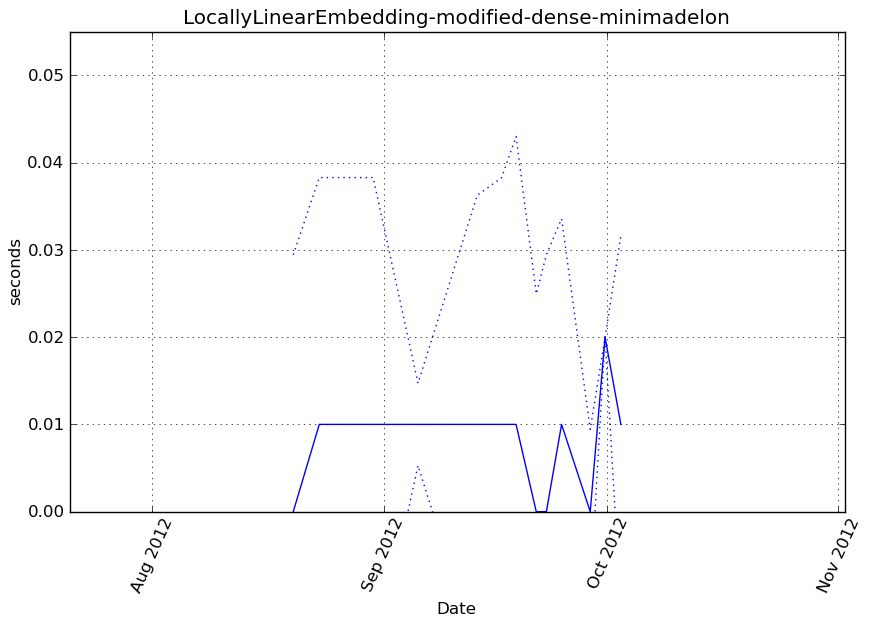 LocallyLinearEmbedding-modified-dense-minimadelon
0.05
0.04
0.03
0.02
0.01
0.00
seconds
Aug 2012
Sep 2012
Oct 2012
Nov 2012
Date